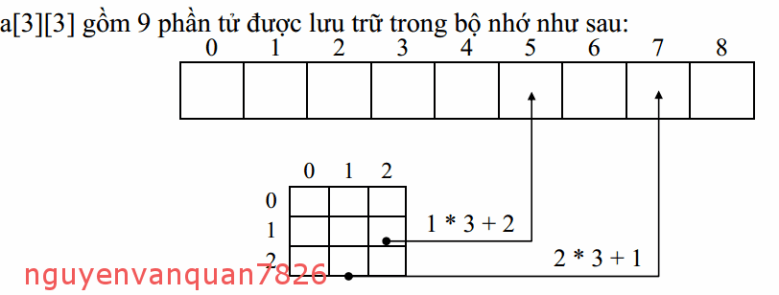 a[3][3] gồm 9 phần tử được lưu trữ trong bộ nhớ như sau:
0 1 2 3 4 5 6 7 8
0 1 2
0
1
1 * 3 + 2
2
2 * 3 + 1
nguyenvanquan7826